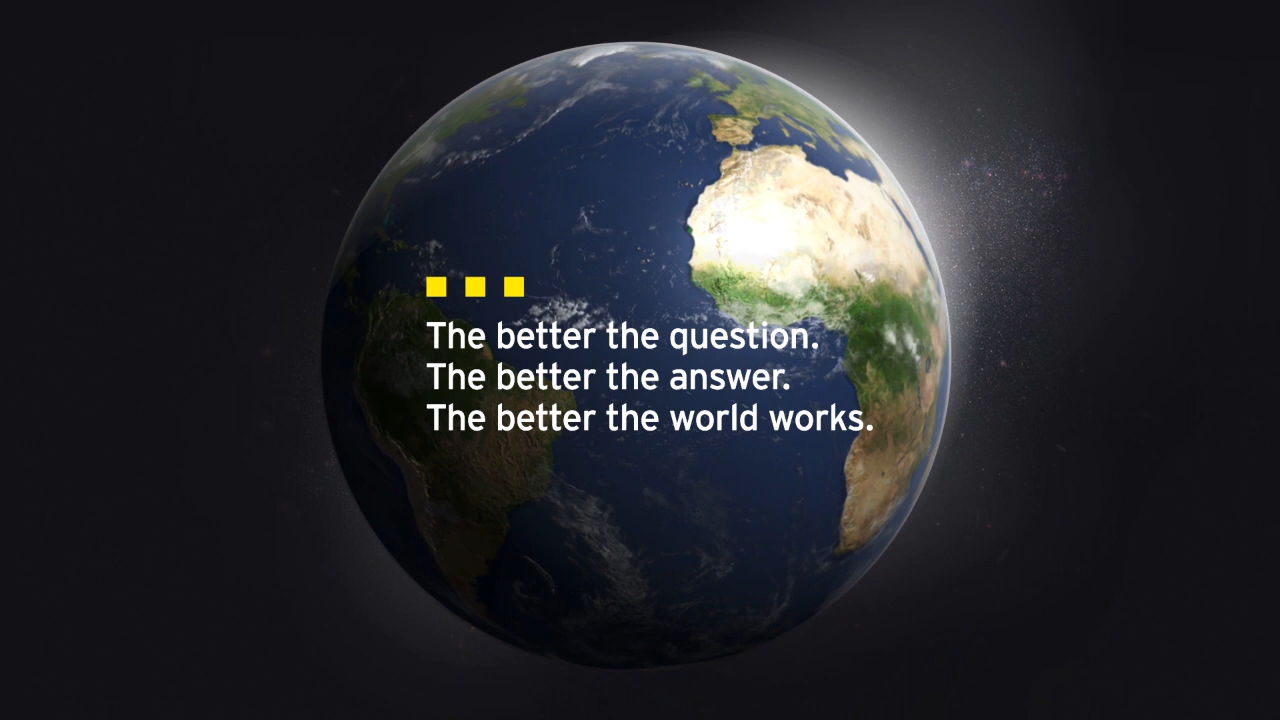 The better the question.
The better the answer.
The better the world works.